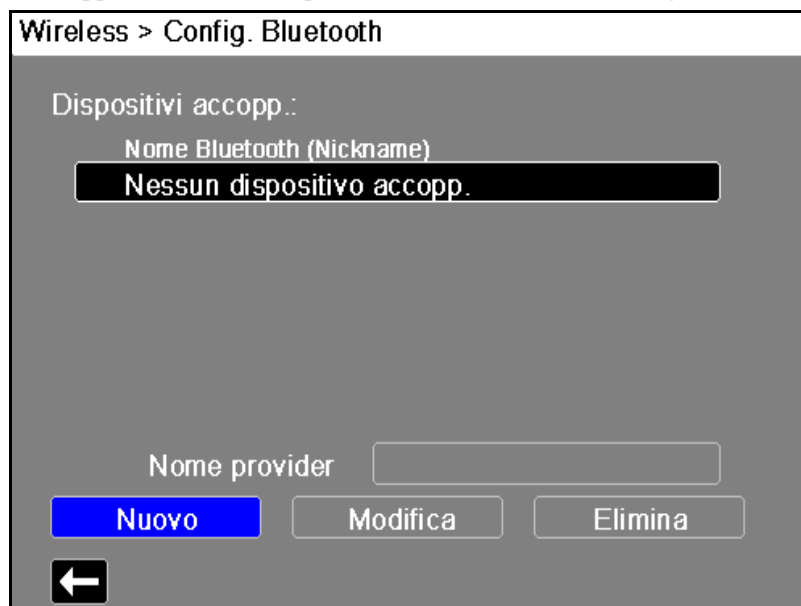 Wireless > Config. Bluetooth
Dispositivi accopp.:
Nome Bluetooth (Nickname)
Nessun dispositivo accopp.
Nome provider
Nuovo Modifica Elimina